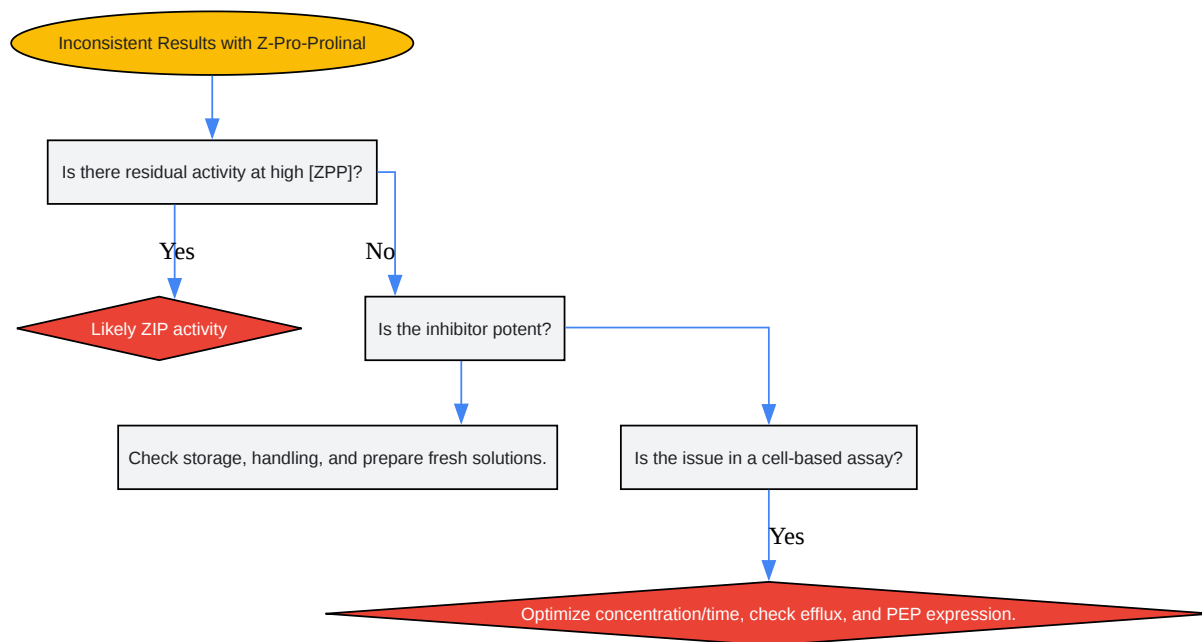 Inconsistent Results with Z-Pro-Prolinal
Is there residual activity at high [ZPP]?
Yes
No
Likely ZIP activity
Is the inhibitor potent?
Check storage, handling, and prepare fresh solutions.
Is the issue in a cell-based assay?
Yes
Optimize concentration/time, check efflux, and PEP expression.